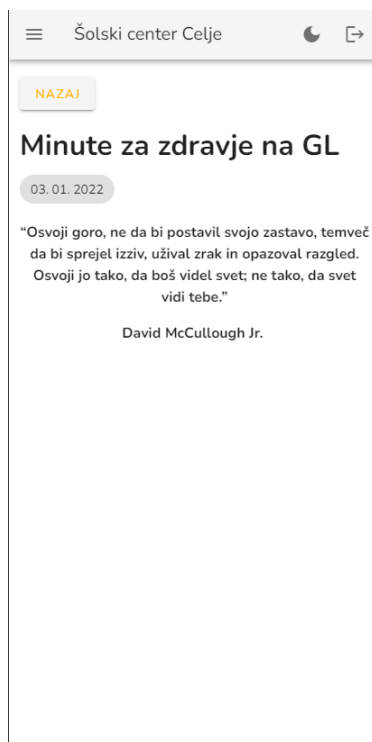 Šolski center Celje
NAZAJ
Minute za zdravje na GL
03. 01. 2022
“Osvoji goro, ne da bi postavil svojo zastavo, temveč
da bi sprejel izziv, užival zrak in opazoval razgled.
Osvoji jo tako, da boš videl svet; ne tako, da svet
vidi tebe.”
David McCullough Jr.